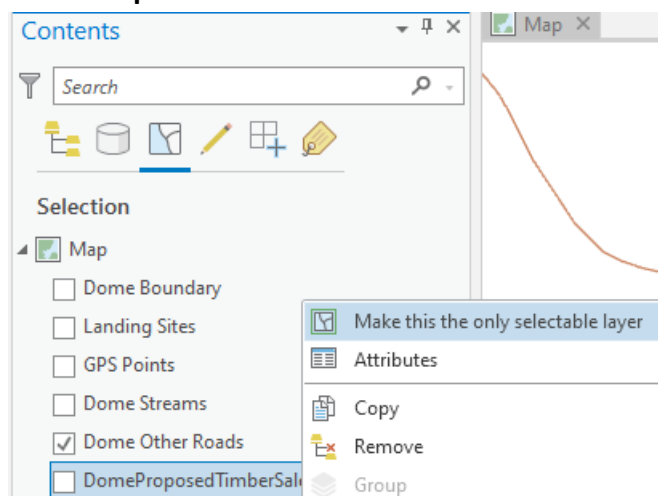 Contents
Map
Search
Selection
Map
Dome Boundary
Landing Sites
GPS Points
Dome Streams
Dome Other Roads
DomeProposedTimberSal
Make this the only selectable layer
Attributes
Copy
Remove
Group